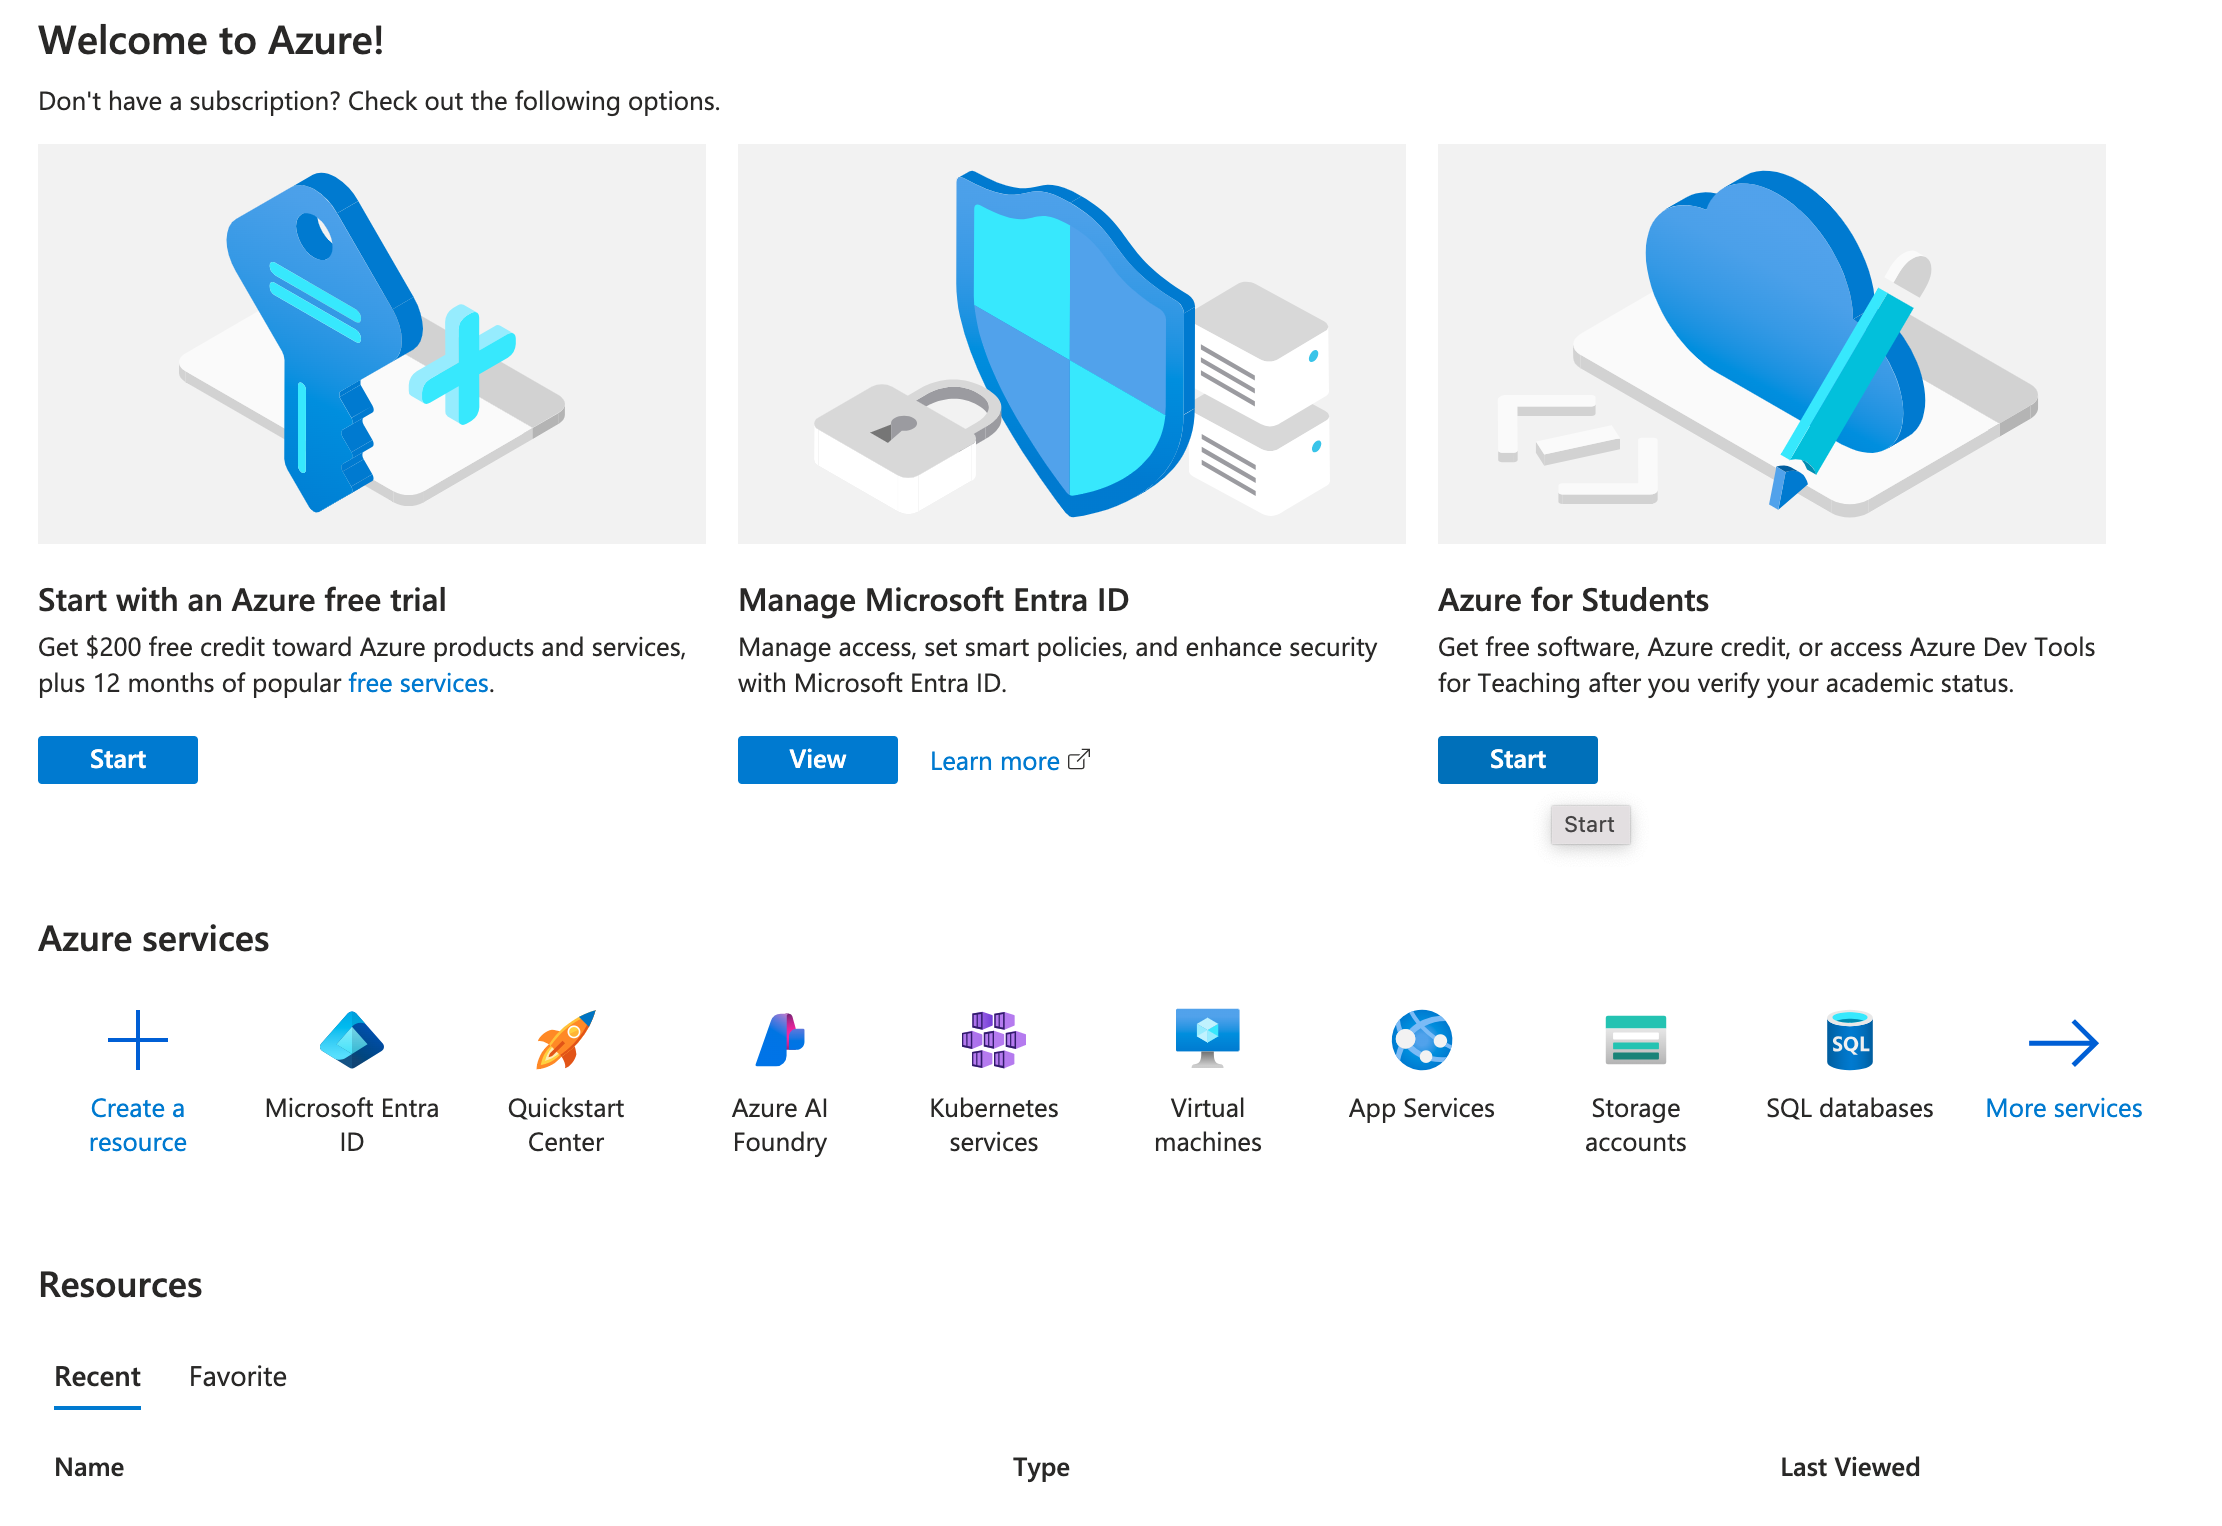 Welcome to Azure!
Don't have a subscription? Check out the following options.
Start with an Azure free trial
Get $200 free credit toward Azure products and services,
plus 12 months of popular free services.
Start
Manage Microsoft Entra ID
Manage access, set smart policies, and enhance security
with Microsoft Entra ID.
View
Learn more
Azure for Students
Get free software, Azure credit, or access Azure Dev Tools
for Teaching after you verify your academic status.
Start
Start
Azure services
Create a
resource
Microsoft Entra
ID
Quickstart
Center
Azure AI
Foundry
Kubernetes
services
Virtual
machines
App Services
Storage
accounts
SQL
SQL databases
More services
Resources
Recent
Favorite
Name
Type
Last Viewed